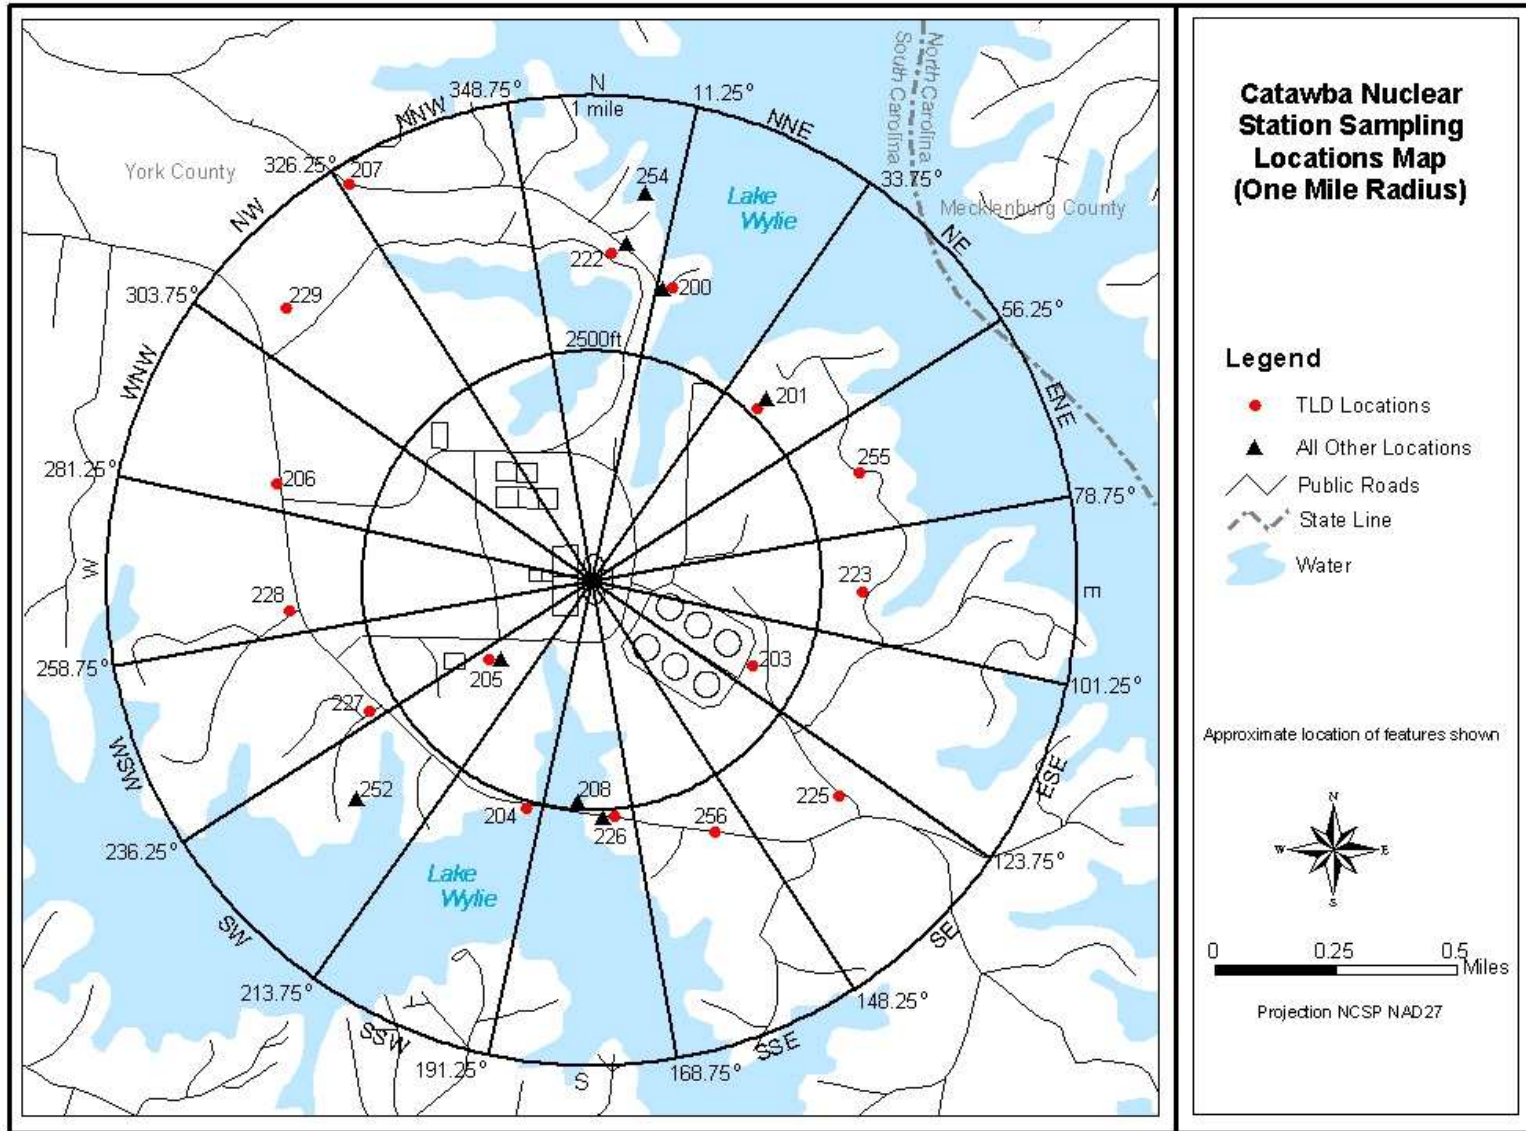 N
1 mile
348.75°
11.25°
NNW
NNE
North Carolina
South Carolina
326.25°
207
York County
254
Lake
Wylie
33.75°
Mecklenburg County
NW
NE
222
200
303.75°
229
56.25°
2500ft
WNW
ENE
201
281.25°
206
255
78.75°
W
E
228
223
258.75°
205
203
101.25°
227
WSW
ESE
252
204
208
226
256
225
236.25°
123.75°
Lake
Wylie
SW
SE
213.75°
148.25°
SSW
SSE
191.25°
S
168.75°
Catawba Nuclear
Station Sampling
Locations Map
(One Mile Radius)
Legend
TLD Locations
All Other Locations
Public Roads
State Line
Water
Approximate location of features shown
N
W
E
S
0 0.25 0.5
Miles
Projection NCSP NAD27